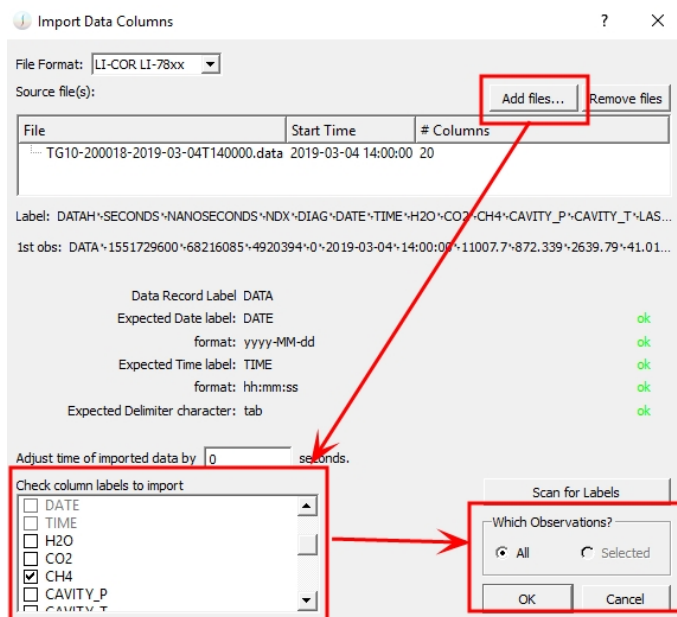 Import Data Columns
? ×
File Format: LI-COR LI-78xx
Source file(s):
Add files... Remove files
File Start Time # Columns
TG10-200018-2019-03-04T140000.data 2019-03-04 14:00:00 20
Label: DATAH·SECONDS·NANOSECONDS·NDX·DIAG·DATE·TIME·H2O·CO2·CH4·CAVITY_P·CAVITY_T·LAS...
1st obs: DATA·1551729600·68216085·4920394·0·2019-03-04·14:00:00·11007.7·872.339·2639.79·41.01...
Data Record Label DATA
Expected Date label: DATE ok
format: yyyy-MM-dd ok
Expected Time label: TIME ok
format: hh:mm:ss ok
Expected Delimiter character: tab ok
Adjust time of imported data by 0 seconds.
Check column labels to import
DATE
TIME
H2O
CO2
CH4
CAVITY_P
CAVITY_T
Scan for Labels
Which Observations?
All Selected
OK Cancel